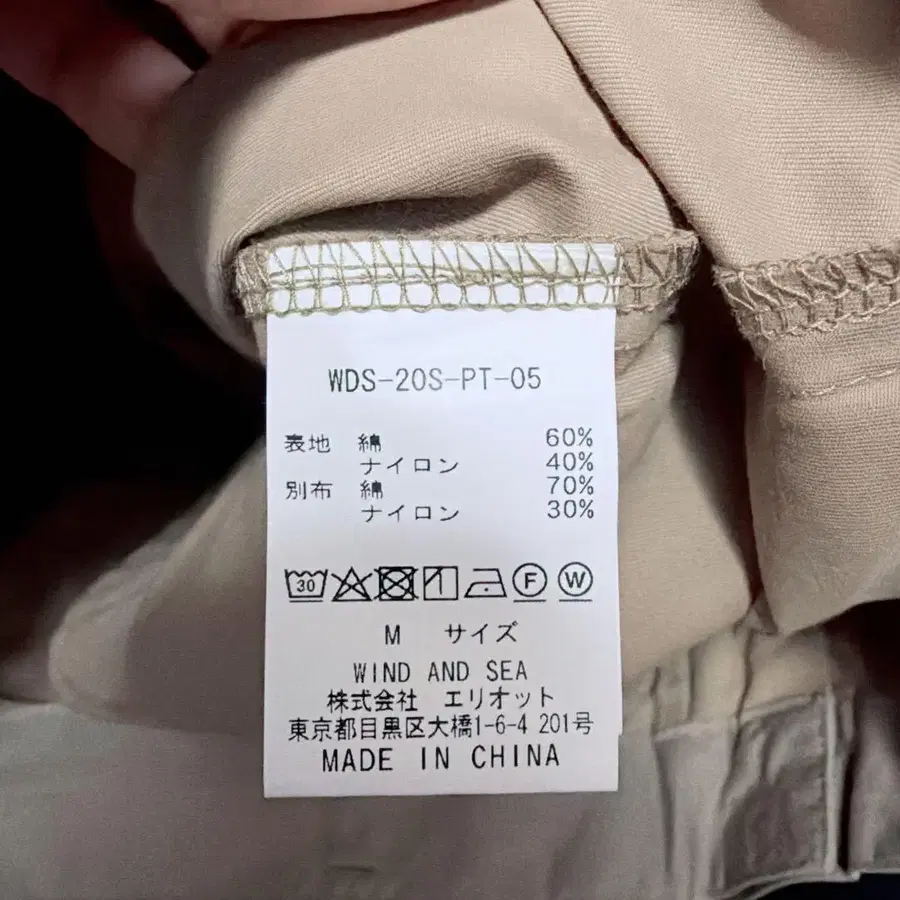 WDS-20S-PT-05
表地 綿 60%
ナイロン 40%
別布 綿 70%
ナイロン 30%
30 F W
M サイズ
WIND AND SEA
株式会社 エリオット
東京都目黒区大橋1-6-4 201号
MADE IN CHINA